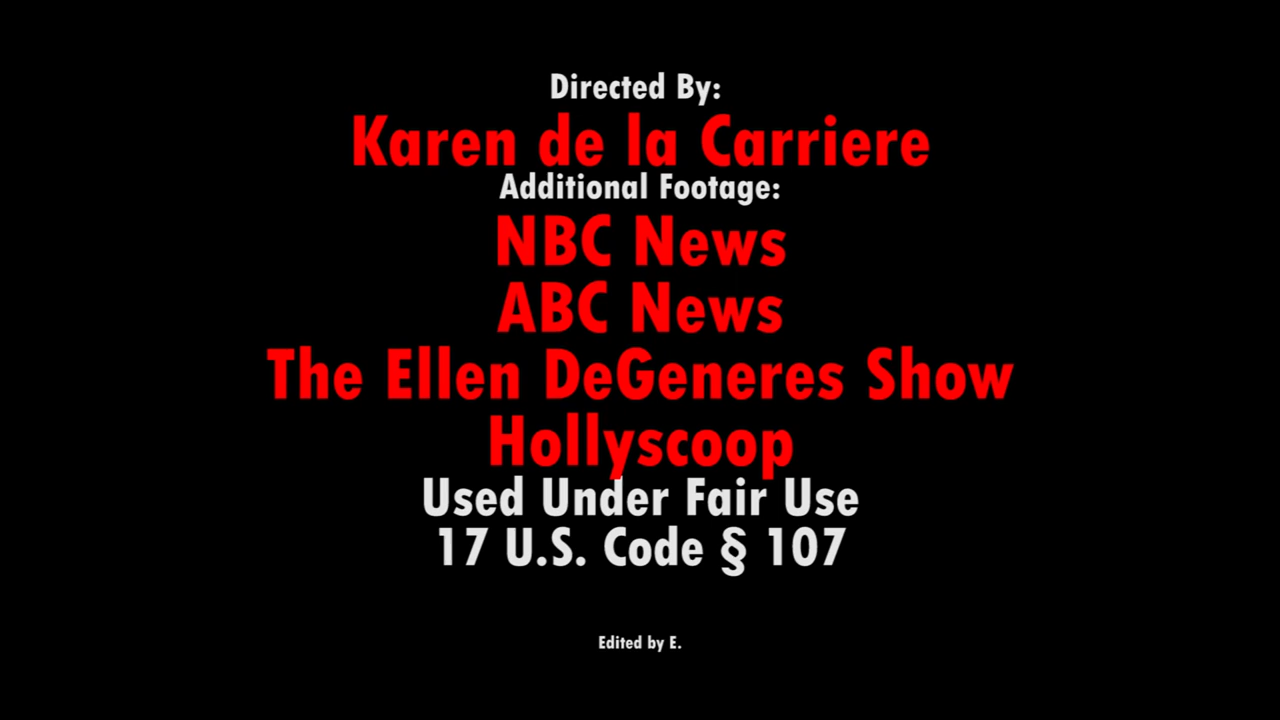 Directed By:
Karen de la Carriere
Additional Footage:
NBC News
ABC News
The Ellen DeGeneres Show
Hollyscoop
Used Under Fair Use
17 U.S. Code § 107
Edited by E.